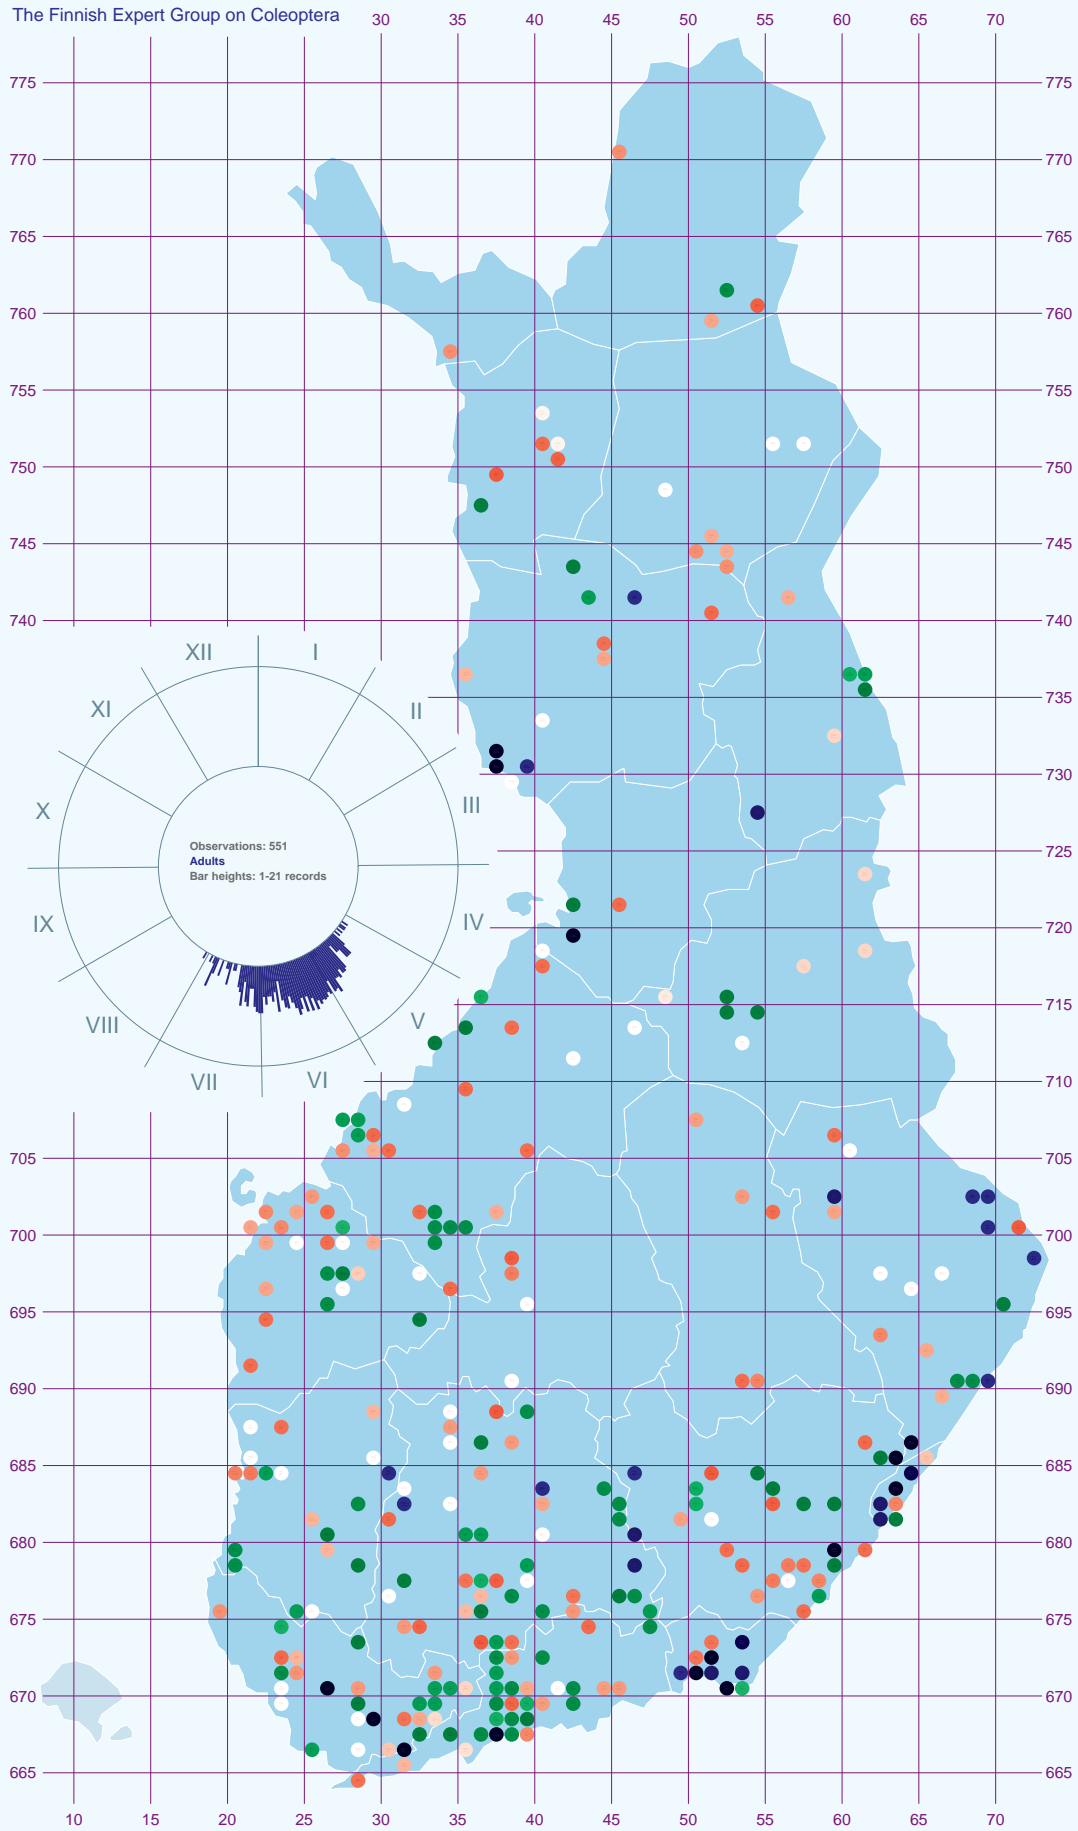 The Finnish Expert Group on Coleoptera
30 40 45 50 55 60 65 70
775 775
770 770
765 765
760 760
755 755
750 750
745 745
740 740
XII I
XI II
735
X III
730
Observations: 551
Adults
Bar heights: 1-21 records
725
IX IV
720
VIII V
715
VII VI
710
705 705
700 700
695 695
690 690
685 685
680 680
675 675
670 670
665 665
10 15 20 25 30 35 40 45 50 55 60 65 70